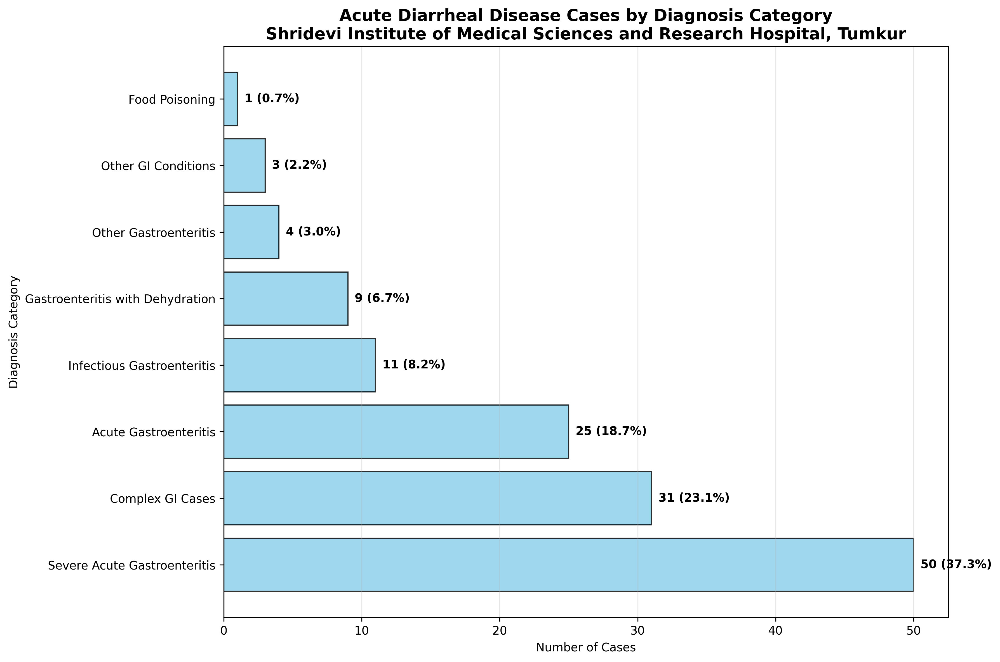 Acute Diarrheal Disease Cases by Diagnosis Category
Shridevi Institute of Medical Sciences and Research Hospital, Tumkur
Diagnosis Category
Food Poisoning
1 (0.7%)
Other GI Conditions
3 (2.2%)
Other Gastroenteritis
4 (3.0%)
Gastroenteritis with Dehydration
9 (6.7%)
Infectious Gastroenteritis
11 (8.2%)
Acute Gastroenteritis
25 (18.7%)
Complex GI Cases
31 (23.1%)
Severe Acute Gastroenteritis
50 (37.3%)
0 10 20 30 40 50
Number of Cases